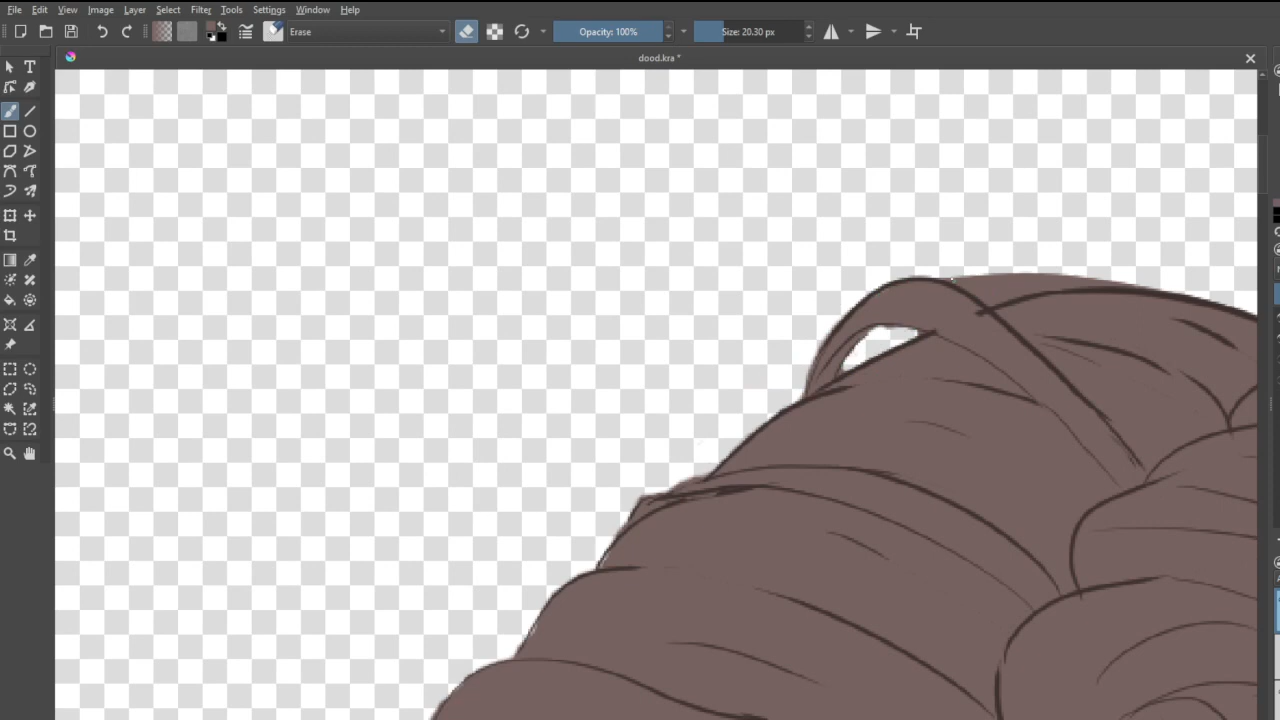 File Edit View Image Layer Select Filter Tools Settings Window Help
Erase Opacity: 100% Size: 20.30 px
dood.kra *